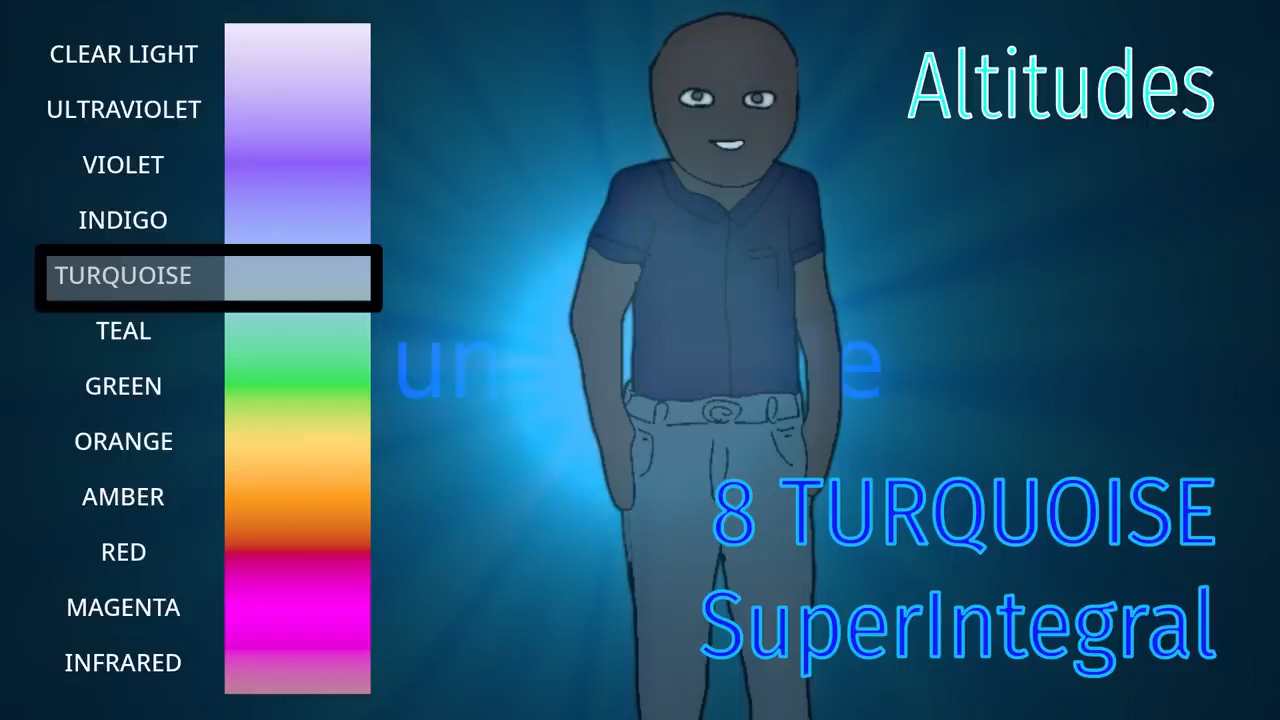 CLEAR LIGHT
ULTRAVIOLET
VIOLET
INDIGO
TURQUOISE
TEAL
GREEN
ORANGE
AMBER
RED
MAGENTA
INFRARED
Altitudes
8 TURQUOISE
SuperIntegral